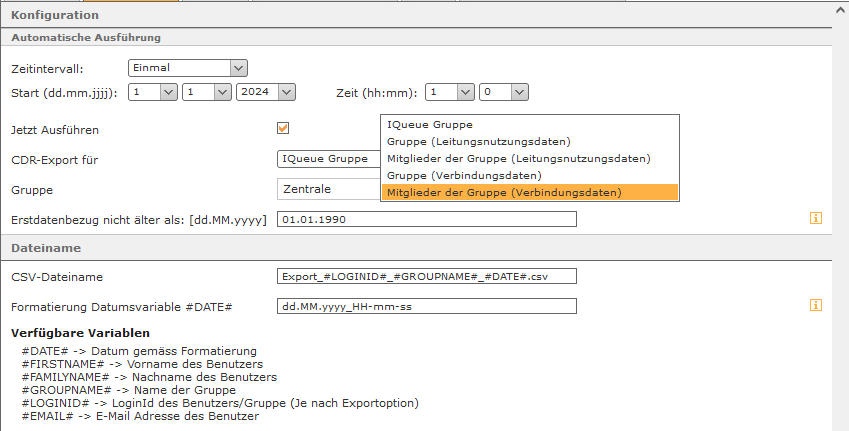 Konfiguration
Automatische Ausführung
Zeitintervall: Einmal
Start (dd.mm.jjjj): 1 1 2024 Zeit (hh:mm): 1 0
Jetzt Ausführen
CDR-Export für IQueue Gruppe
IQueue Gruppe
Gruppe (Leitungsnutzungsdaten)
Mitglieder der Gruppe (Leitungsnutzungsdaten)
Gruppe (Verbindungsdaten)
Mitglieder der Gruppe (Verbindungsdaten)
Gruppe Zentrale
Erstdatenbezug nicht älter als: [dd.MM.yyyy] 01.01.1990
Dateiname
CSV-Dateiname Export_#LOGINID#_#GROUPNAME#_#DATE#.csv
Formatierung Datumsvariable #DATE# dd.MM.yyyy_HH-mm-ss
Verfügbare Variablen
#DATE# -> Datum gemäss Formatierung
#FIRSTNAME# -> Vorname des Benutzers
#FAMILYNAME# -> Nachname des Benutzers
#GROUPNAME# -> Name der Gruppe
#LOGINID# -> LoginId des Benutzers/Gruppe (Je nach Exportoption)
#EMAIL# -> E-Mail Adresse des Benutzer